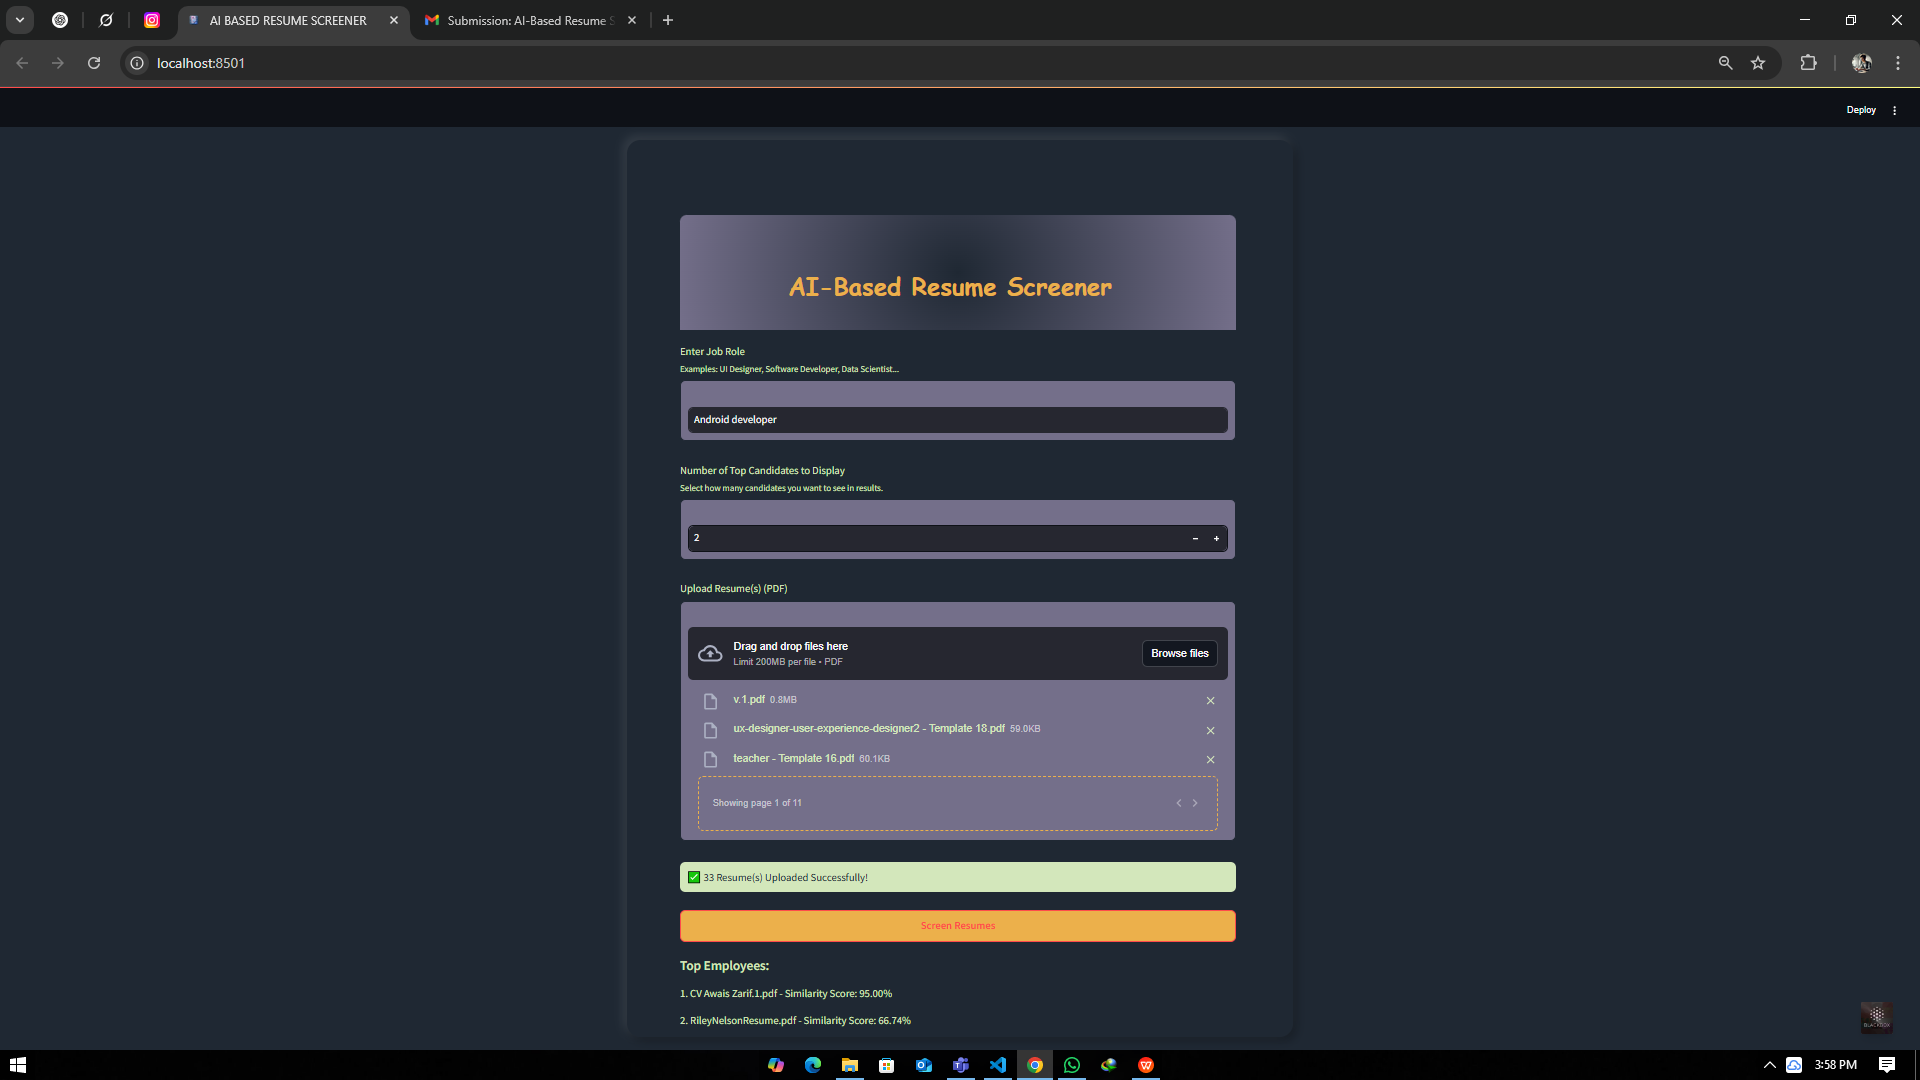 AI BASED RESUME SCREENER
Submission: AI-Based Resume S
localhost:8501
Deploy
AI-Based Resume Screener
Enter Job Role
Examples: UI Designer, Software Developer, Data Scientist...
Android developer
Number of Top Candidates to Display
Select how many candidates you want to see in results.
2
Upload Resume(s) (PDF)
Drag and drop files here
Limit 200MB per file • PDF
Browse files
v.1.pdf 0.8MB
ux-designer-user-experience-designer2 - Template 18.pdf 59.0KB
teacher - Template 16.pdf 60.1KB
Showing page 1 of 11
✅ 33 Resume(s) Uploaded Successfully!
Screen Resumes
Top Employees:
1. CV Awais Zarif.1.pdf - Similarity Score: 95.00%
2. RileyNelsonResume.pdf - Similarity Score: 66.74%
BLACKBOX
3:58 PM